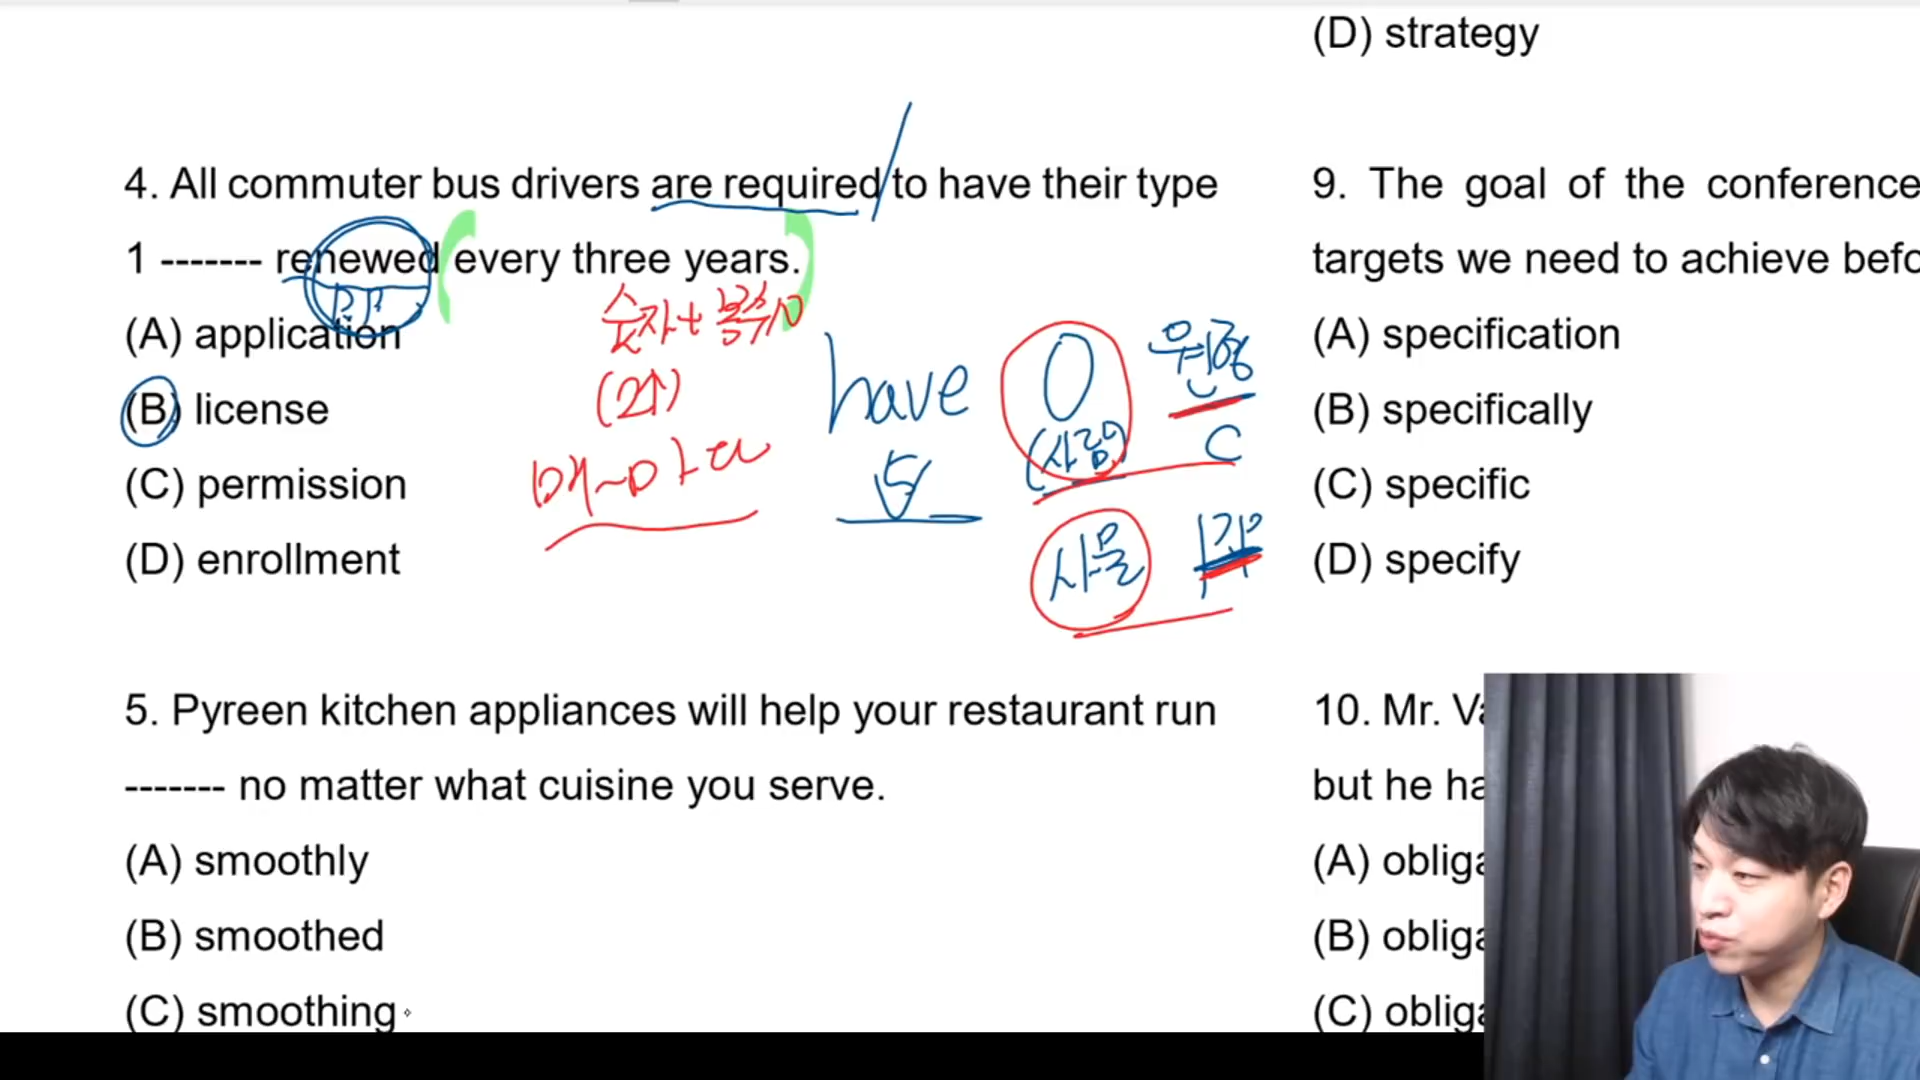 (D) strategy
4. All commuter bus drivers are required to have their type
1 ------- renewed every three years.
P.P
숫자+복수N
(A) application
(2↑)
(B) license
매~마다
(C) permission
(D) enrollment
have O 원형
(사람) C
5
사물 P.P
5. Pyreen kitchen appliances will help your restaurant run
------- no matter what cuisine you serve.
(A) smoothly
(B) smoothed
(C) smoothing
9. The goal of the conference
targets we need to achieve befo
(A) specification
(B) specifically
(C) specific
(D) specify
10. Mr. Va
but he ha
(A) obliga
(B) obliga
(C) obliga